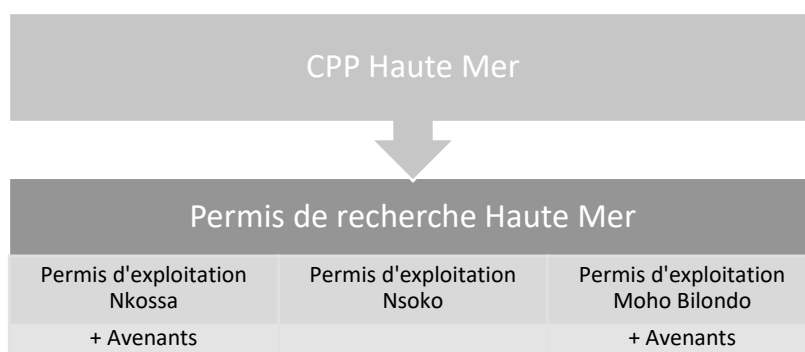 CPP Haute Mer
Permis de recherche Haute Mer
Permis d'exploitation
Nkossa
Permis d'exploitation
Nsoko
Permis d'exploitation
Moho Bilondo
+ Avenants
+ Avenants